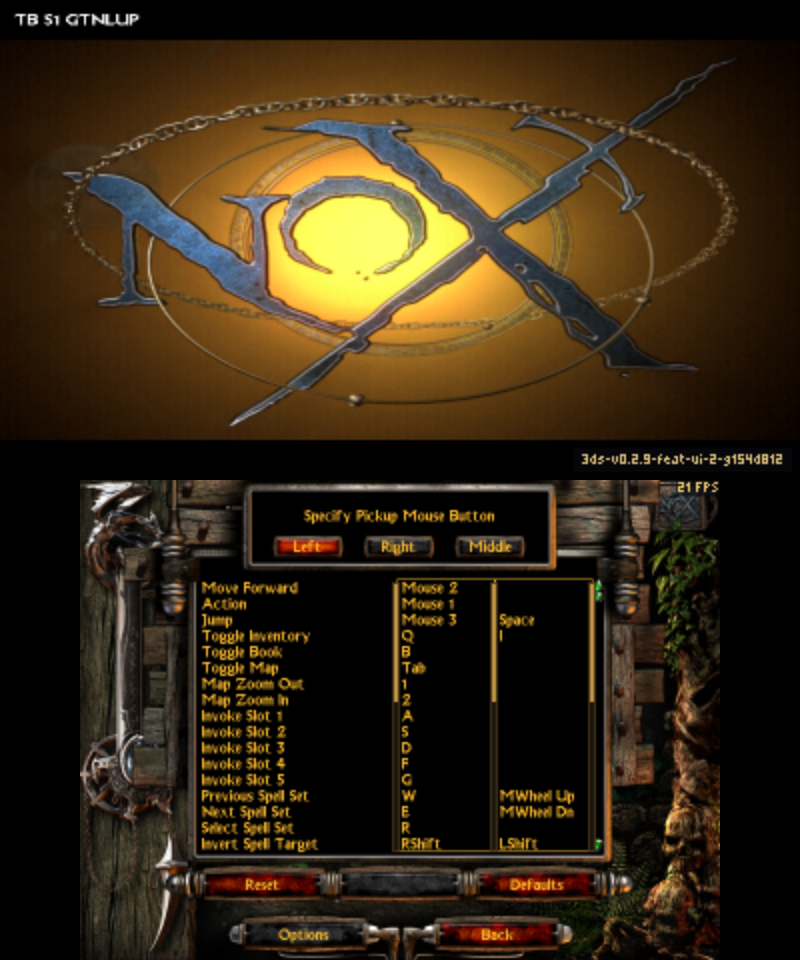 TB S1 GTNLUP
NOX
3ds-v0.2.9-feat-ui-2-g154d812
21 FPS
Specify Pickup Mouse Button
Left Right Middle
Move Forward Mouse 2
Action Mouse 1
Jump Mouse 3 Space
Toggle Inventory Q I
Toggle Book B
Toggle Map Tab
Map Zoom Out 1
Map Zoom In 2
Invoke Slot 1 A
Invoke Slot 2 S
Invoke Slot 3 D
Invoke Slot 4 F
Invoke Slot 5 G
Previous Spell Set W MWheel Up
Next Spell Set E MWheel Dn
Select Spell Set R
Invert Spell Target RShift LShift
Reset Defaults
Options Back